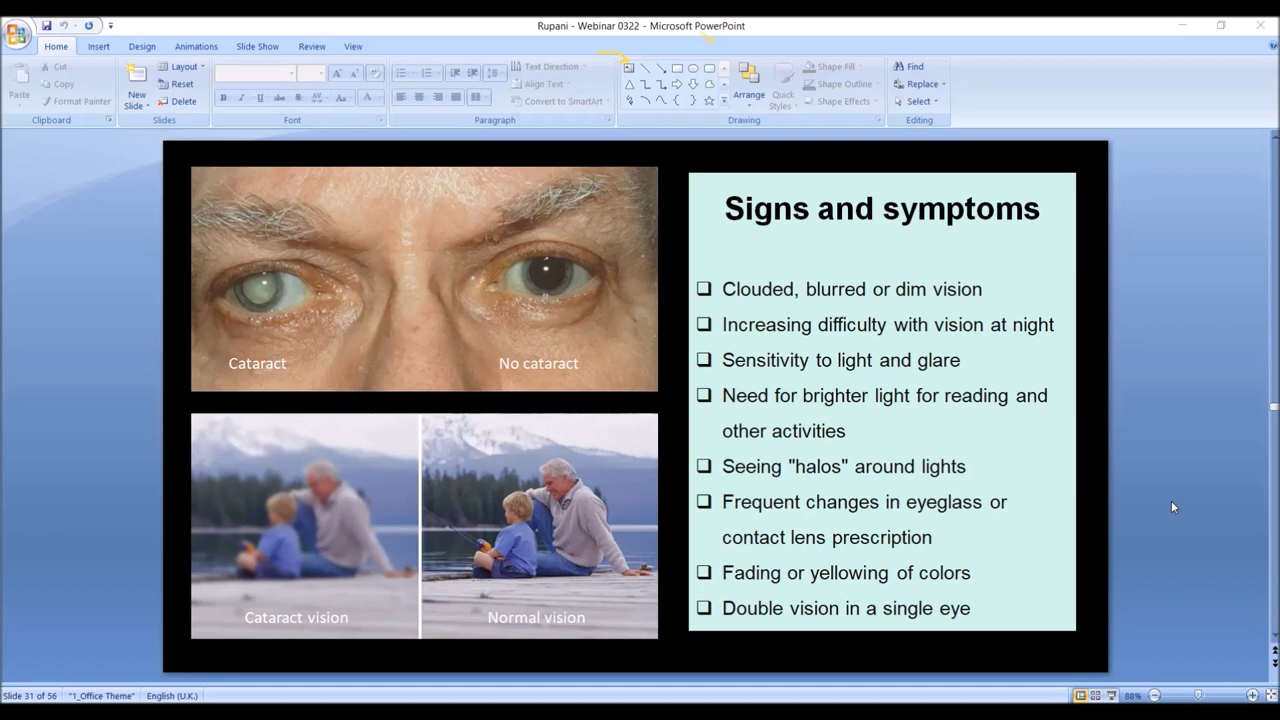 Rupani - Webinar 0322 - Microsoft PowerPoint
Home Insert Design Animations Slide Show Review View
Paste
Cut
Copy
Format Painter
Clipboard
New Slide
Layout
Reset
Delete
Slides
B I U abc S AV Aa A
Font
Text Direction
Align Text
Convert to SmartArt
Paragraph
Arrange
Quick Styles
Shape Fill
Shape Outline
Shape Effects
Drawing
Find
Replace
Select
Editing
Cataract
No cataract
Cataract vision
Normal vision
Signs and symptoms
Clouded, blurred or dim vision
Increasing difficulty with vision at night
Sensitivity to light and glare
Need for brighter light for reading and
other activities
Seeing "halos" around lights
Frequent changes in eyeglass or
contact lens prescription
Fading or yellowing of colors
Double vision in a single eye
Slide 31 of 56 "1_Office Theme" English (U.K.) 88%